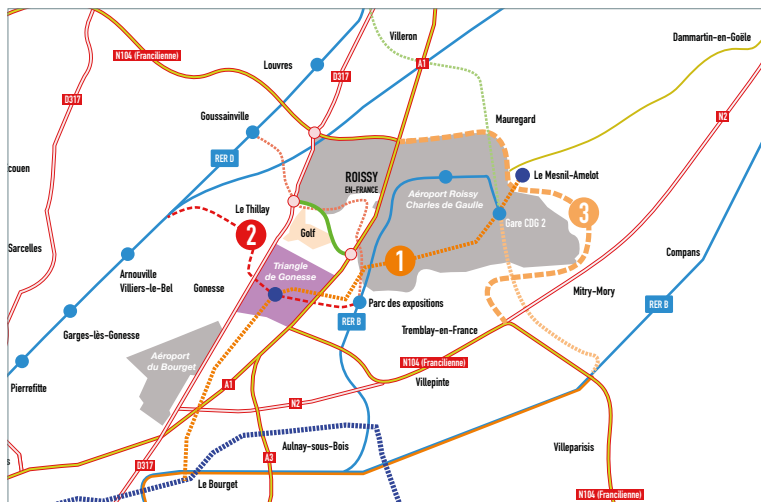 Villeron
Dammartin-en-Goële
N104 (Francilienne)
Louvres
A1
D317
D317
Goussainville
Mauregard
N2
RER D
ROISSY
EN-FRANCE
Aéroport Roissy
Charles de Gaulle
Le Mesnil-Amelot
couen
Le Thillay
2
Golf
3
Gare CDG 2
Sarcelles
1
Compans
Arnouville
Villiers-le-Bel
Gonesse
Triangle
de Gonesse
Parc des expositions
Mitry-Mory
RER B
RER B
Garges-lès-Gonesse
Tremblay-en-France
Aéroport
du Bourget
N104 (Francilienne)
Pierrefitte
A1
Villepinte
N2
Aulnay-sous-Bois
Villeparisis
s
D317
A3
Le Bourget
N104 (Francilienne)